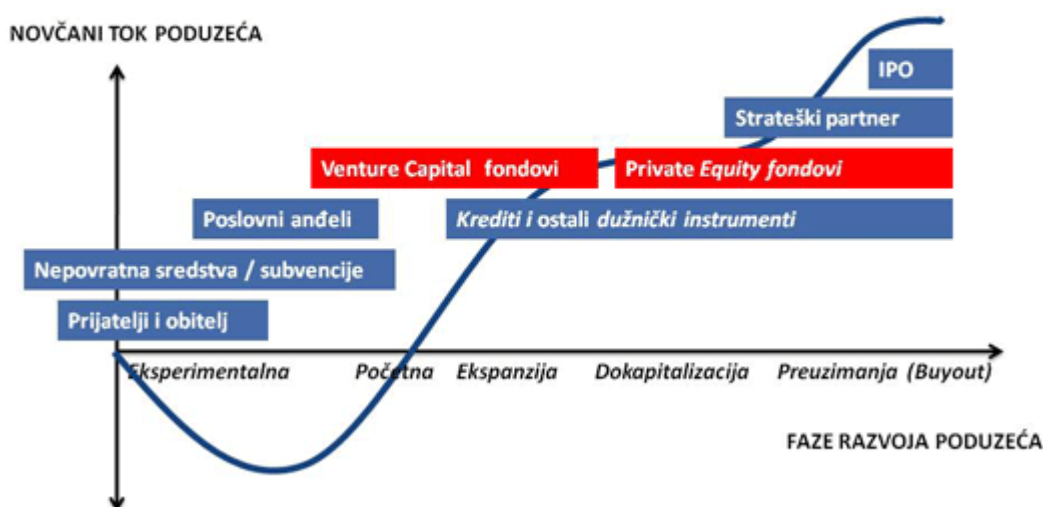 NOVČANI TOK PODUZEĆA
IPO
Strateški partner
Venture Capital fondovi
Private Equity fondovi
Poslovni anđeli
Krediti i ostali dužnički instrumenti
Nepovratna sredstva / subvencije
Prijatelji i obitelj
Eksperimentalna
Početna
Ekspanzija
Dokapitalizacija
Preuzimanja (Buyout)
FAZE RAZVOJA PODUZEĆA